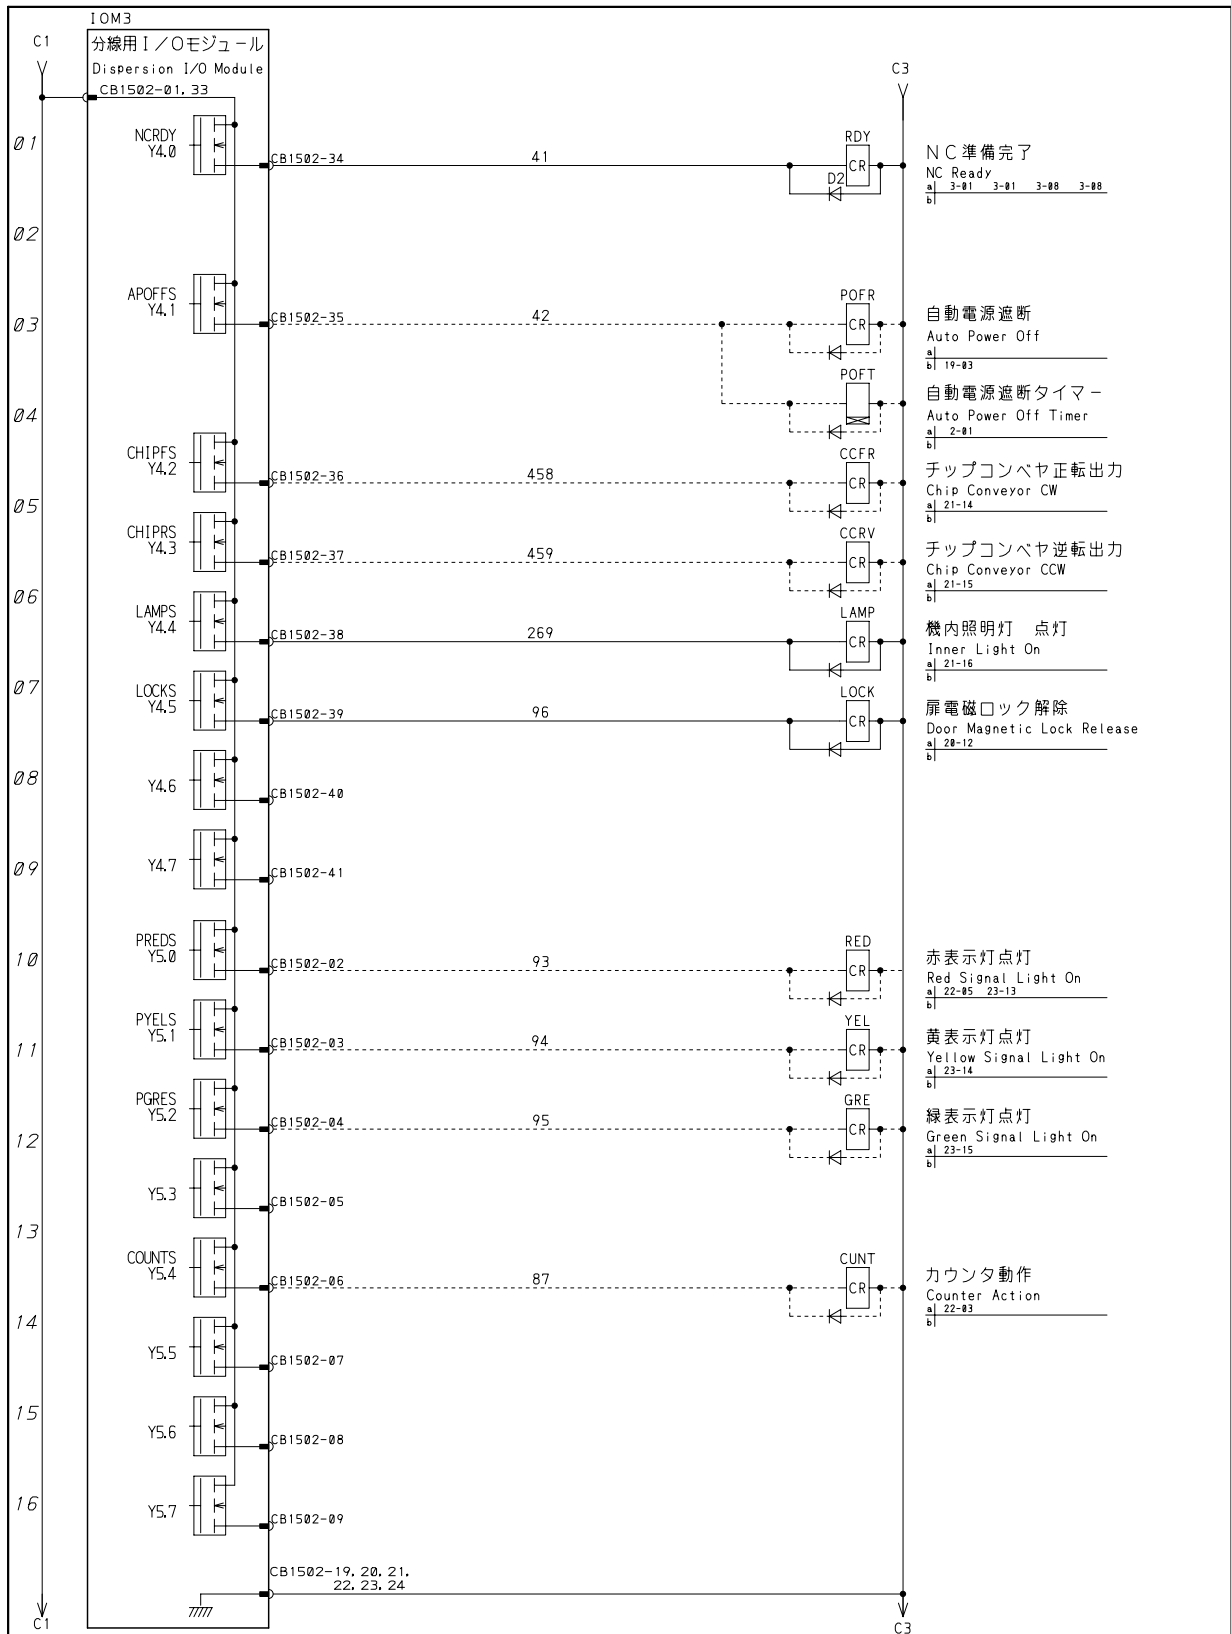 IOM3
C1
分線用I/Oモジュール
Dispersion I/O Module
C3
CB1502-01,33
01
NCRDY
Y4.0
CB1502-34
41
RDY
CR
D2
NC準備完了
NC Ready
a 3-01 3-01 3-08 3-08
b
02
APOFFS
Y4.1
03
CB1502-35
42
POFR
CR
自動電源遮断
Auto Power Off
a
b 19-03
POFT
自動電源遮断タイマー
Auto Power Off Timer
a 2-01
b
04
CHIPFS
Y4.2
CB1502-36
458
CCFR
CR
チップコンベヤ正転出力
Chip Conveyor CW
a 21-14
b
05
CHIPRS
Y4.3
CB1502-37
459
CCRV
CR
チップコンベヤ逆転出力
Chip Conveyor CCW
a 21-15
b
06
LAMPS
Y4.4
CB1502-38
269
LAMP
CR
機内照明灯 点灯
Inner Light On
a 21-16
b
07
LOCKS
Y4.5
CB1502-39
96
LOCK
CR
扉電磁ロック解除
Door Magnetic Lock Release
a 20-12
b
08
Y4.6
CB1502-40
09
Y4.7
CB1502-41
10
PREDS
Y5.0
CB1502-02
93
RED
CR
赤表示灯点灯
Red Signal Light On
a 22-05 23-13
b
11
PYELS
Y5.1
CB1502-03
94
YEL
CR
黄表示灯点灯
Yellow Signal Light On
a 23-14
b
12
PGRES
Y5.2
CB1502-04
95
GRE
CR
緑表示灯点灯
Green Signal Light On
a 23-15
b
Y5.3
CB1502-05
13
COUNTS
Y5.4
CB1502-06
87
CUNT
CR
カウンタ動作
Counter Action
a 22-03
b
14
Y5.5
CB1502-07
15
Y5.6
CB1502-08
16
Y5.7
CB1502-09
CB1502-19,20,21,
22,23,24
C1
C3